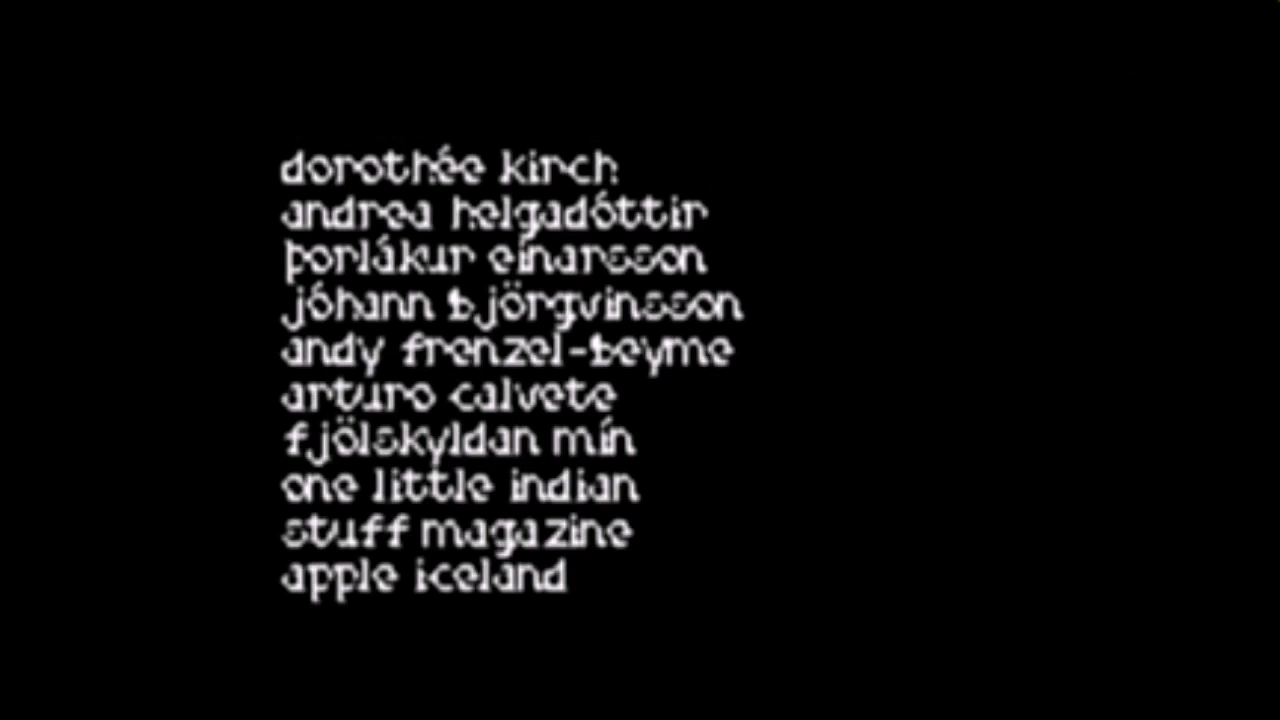 dorothée kirch
andrea helgadóttir
þorlákur einarsson
jóhann bjørgvinsson
andy frenzel-beyme
arturo calvete
fjölskyldan mín
one little indian
stuff magazine
apple iceland